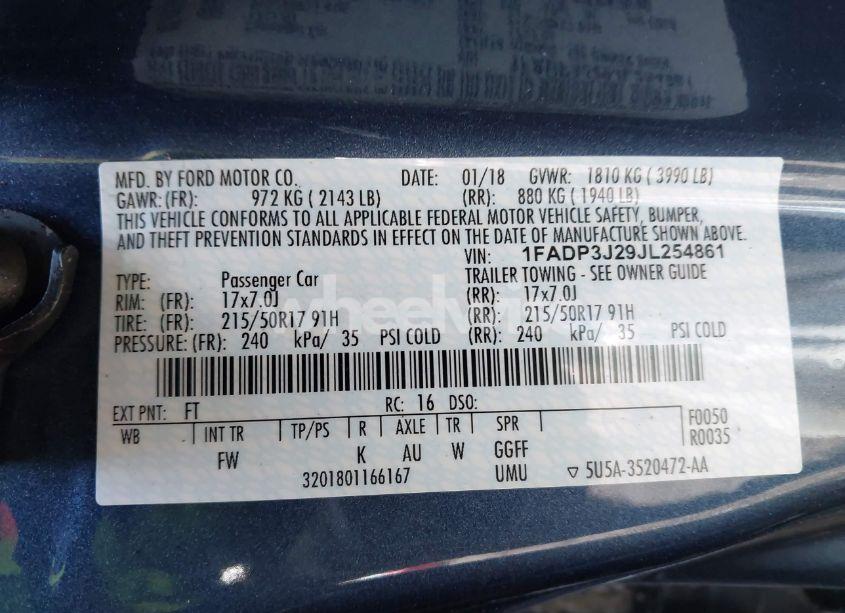 MFD. BY FORD MOTOR CO. DATE: 01/18 GVWR: 1810 KG ( 3990 LB)
GAWR: (FR): 972 KG ( 2143 LB) (RR): 880 KG ( 1940 LB)
THIS VEHICLE CONFORMS TO ALL APPLICABLE FEDERAL MOTOR VEHICLE SAFETY, BUMPER,
AND THEFT PREVENTION STANDARDS IN EFFECT ON THE DATE OF MANUFACTURE SHOWN ABOVE.
VIN: 1FADP3J29JL254861
TYPE: Passenger Car TRAILER TOWING - SEE OWNER GUIDE
RIM: (FR): 17x7.0J (RR): 17x7.0J
TIRE: (FR): 215/50R17 91H (RR): 215/50R17 91H
PRESSURE: (FR): 240 kPa/ 35 PSI COLD (RR): 240 kPa/ 35 PSI COLD
EXT PNT: FT RC: 16 DSO:
WB INT TR TP/PS R AXLE TR SPR F0050
FW K AU W GGFF R0035
3201801166167 UMU ▽ 5U5A-3520472-AA